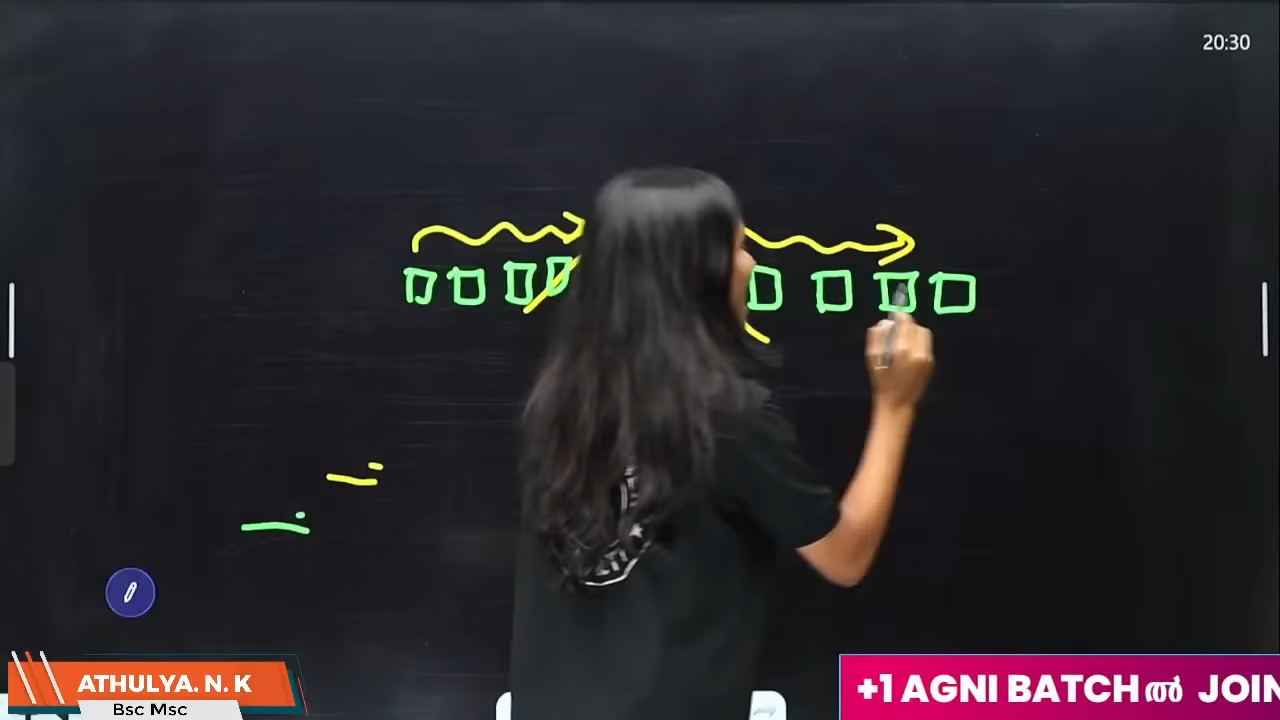 20:30
ATHULYA. N. K
Bsc Msc
+1 AGNI BATCH ൽ JOIN